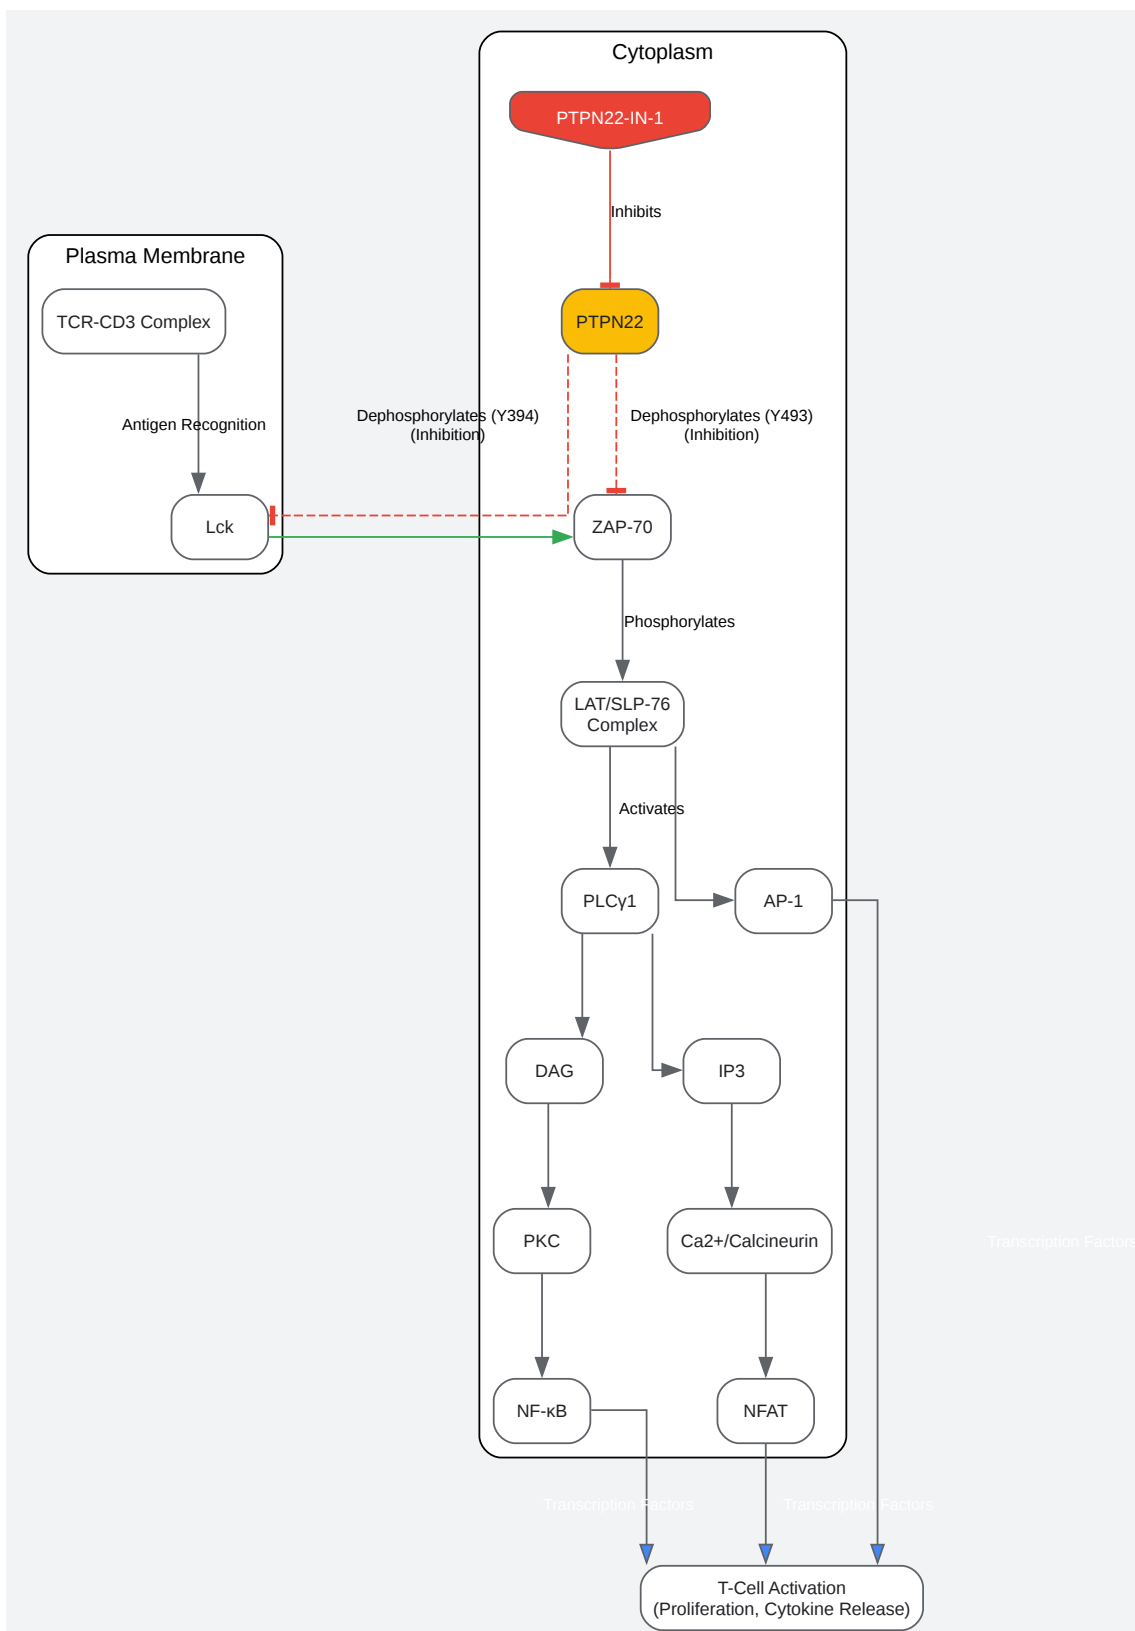 Cytoplasm
PTPN22-IN-1
Inhibits
Plasma Membrane
TCR-CD3 Complex
PTPN22
Antigen Recognition
Dephosphorylates (Y394)
(Inhibition)
Dephosphorylates (Y493)
(Inhibition)
Lck
ZAP-70
Phosphorylates
LAT/SLP-76
Complex
Activates
PLCγ1
AP-1
DAG
IP3
PKC
Ca2+/Calcineurin
Transcription Factors
NF-κB
NFAT
Transcription Factors
Transcription Factors
T-Cell Activation
(Proliferation, Cytokine Release)